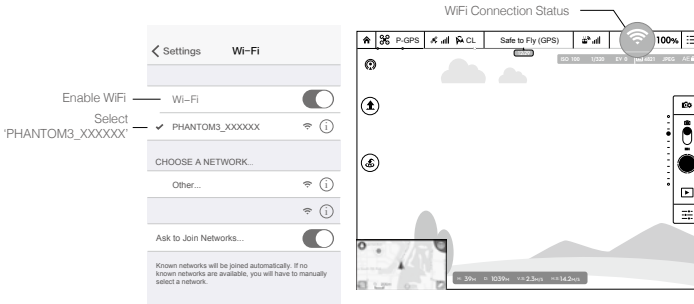 WiFi Connection Status
Settings Wi-Fi
Enable WiFi
Wi-Fi
Select
'PHANTOM3_XXXXXX'
PHANTOM3_XXXXXX
CHOOSE A NETWORK...
Other...
Ask to Join Networks...
Known networks will be joined automatically. If no
known networks are available, you will have to manually
select a network.
P-GPS CL Safe to Fly (GPS) 100%
ISO 100 1/320 EV 0 4831 JPEG AE
39M D: 1039M 2.3M/S 14.2M/S